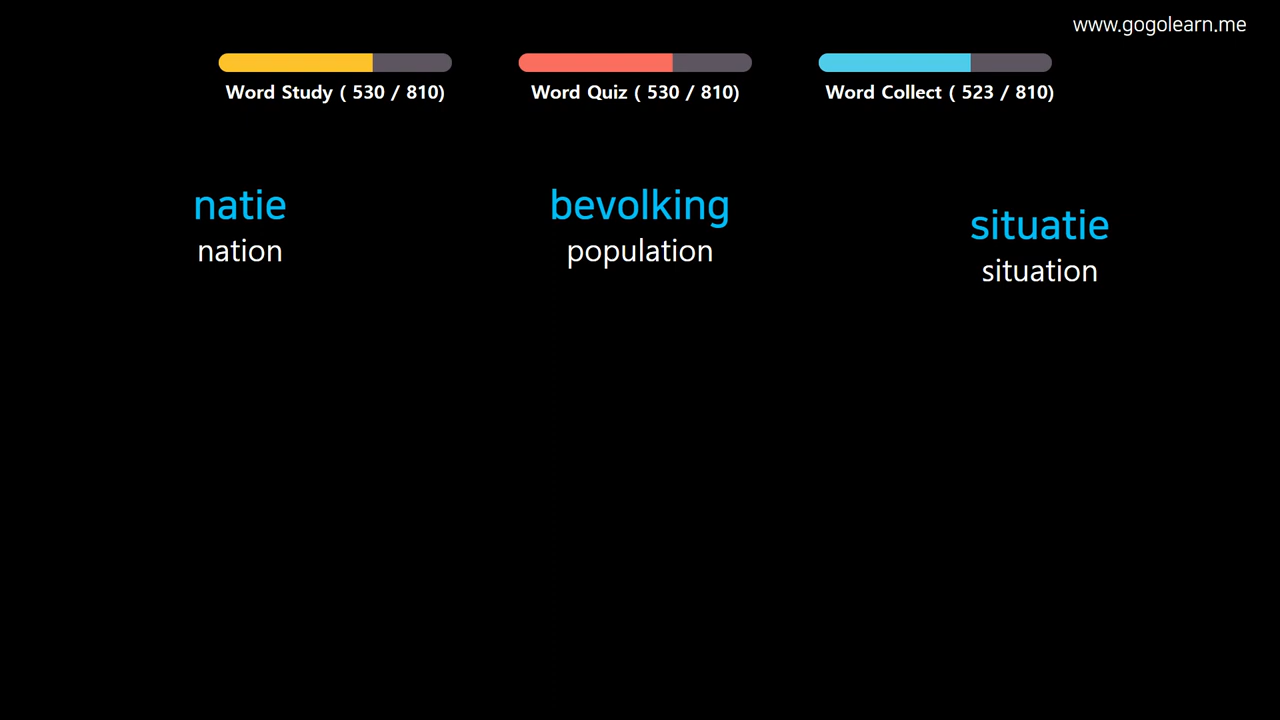 www.gogolearn.me
Word Study ( 530 / 810)
Word Quiz ( 530 / 810)
Word Collect ( 523 / 810)
natie
nation
bevolking
population
situatie
situation